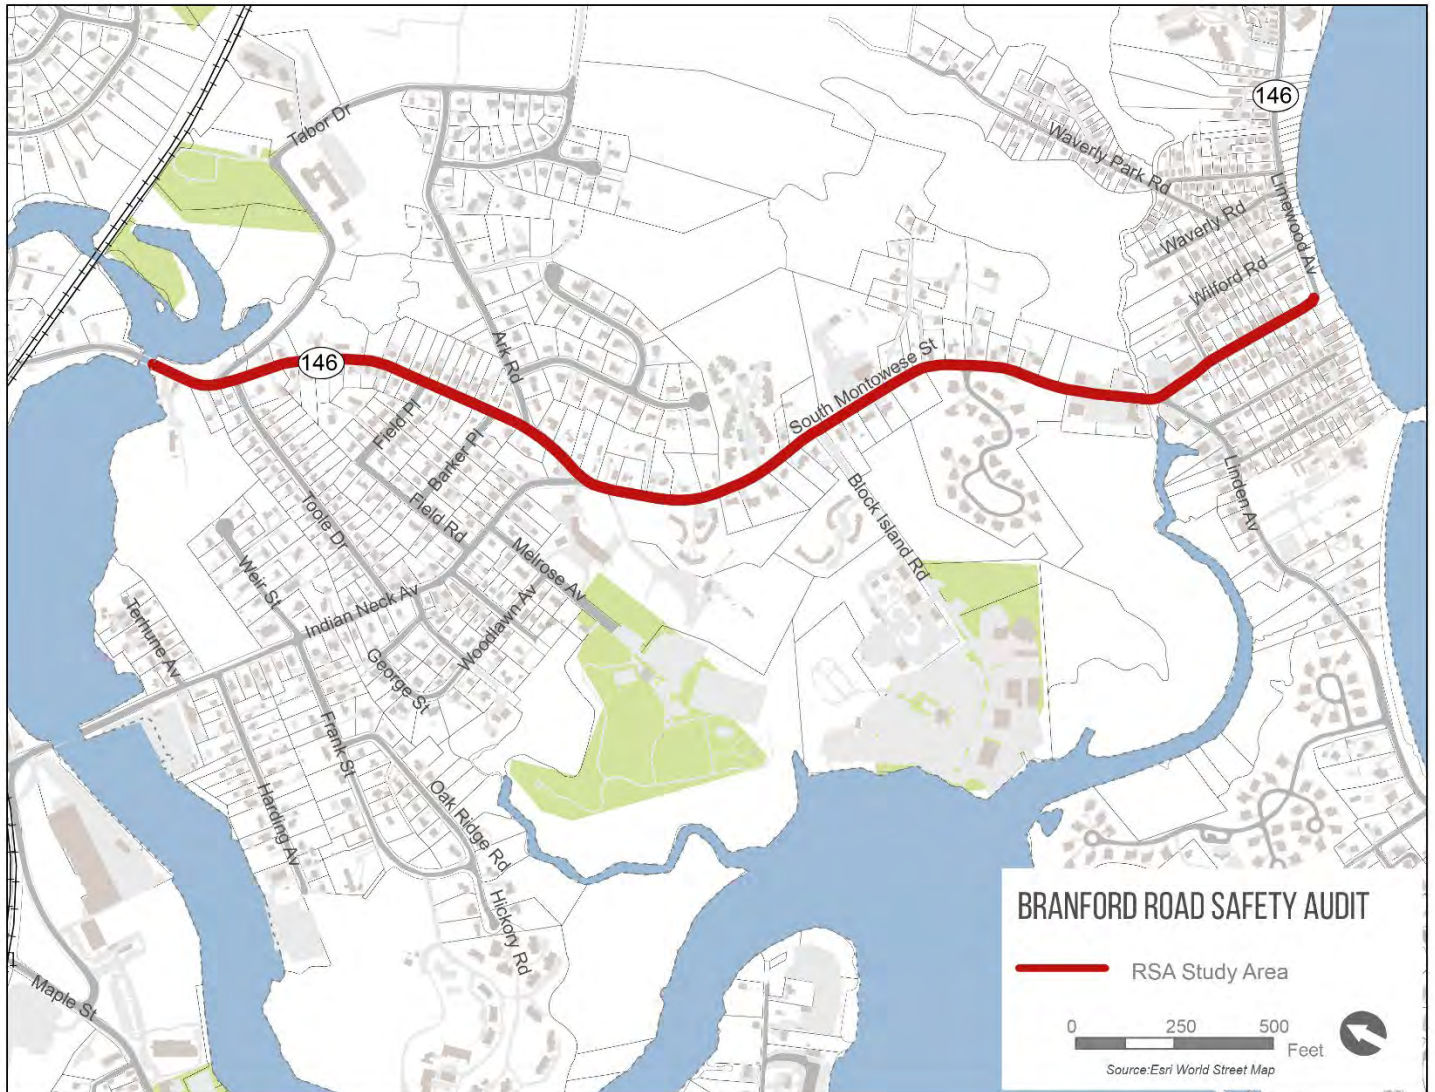 146
Tabor Dr
Waverly Park Rd
Limewood Av
Waverly Rd
Wilford Rd
146
Ark Rd
South Montowese St
Field Pl
Barker Pl
Field Rd
Toole Dr
Melrose Av
Block Island Rd
Linden Av
Weir St
Indian Neck Av
Woodlawn Av
Terhune Av
George St
Frank St
Harding Av
Oak Ridge Rd
Hickory Rd
Maple St
BRANFORD ROAD SAFETY AUDIT
RSA Study Area
0 250 500
Feet
Source:Esri World Street Map